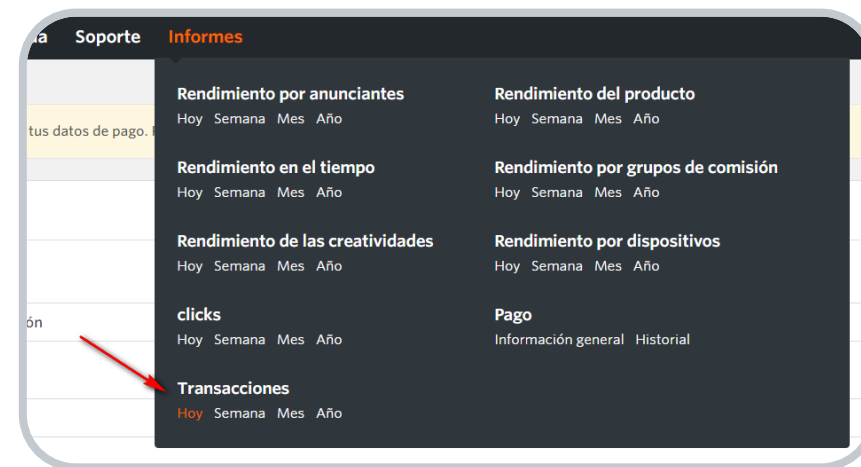 Soporte Informes
Rendimiento por anunciantes
Hoy Semana Mes Año
Rendimiento del producto
Hoy Semana Mes Año
tus datos de pago.
Rendimiento en el tiempo
Hoy Semana Mes Año
Rendimiento por grupos de comisión
Hoy Semana Mes Año
Rendimiento de las creatividades
Hoy Semana Mes Año
Rendimiento por dispositivos
Hoy Semana Mes Año
clicks
Hoy Semana Mes Año
Pago
Información general Historial
ón
Transacciones
Hoy Semana Mes Año